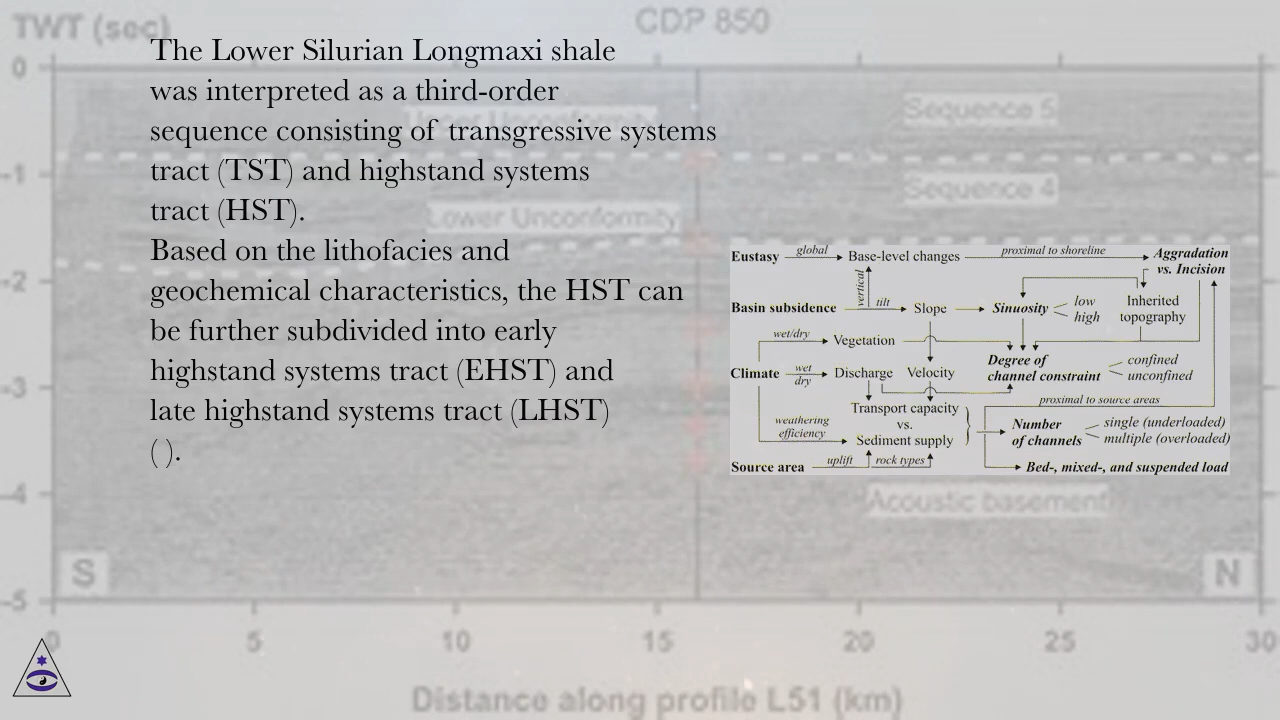 TWT (sec)
CDP 850
The Lower Silurian Longmaxi shale
was interpreted as a third-order
sequence consisting of transgressive systems
tract (TST) and highstand systems
tract (HST).
Based on the lithofacies and
geochemical characteristics, the HST can
be further subdivided into early
highstand systems tract (EHST) and
late highstand systems tract (LHST)
( ).
Unconformity
Lower Unconformity
Sequence 5
Sequence 4
Acoustic basement
Eustasy global Base-level changes proximal to shoreline Aggradation
vs. Incision
vertical
Basin subsidence tilt Slope Sinuosity low
high
Inherited
topography
wet/dry Vegetation
Climate wet
dry
Discharge Velocity
Degree of
channel constraint
confined
unconfined
proximal to source areas
weathering
efficiency
Transport capacity
vs.
Sediment supply
Number
of channels
single (underloaded)
multiple (overloaded)
Source area uplift rock types
Bed-, mixed-, and suspended load
0
-1
-2
-3
-4
-5
S
N
0 5 10 15 20 25 30
Distance along profile L51 (km)